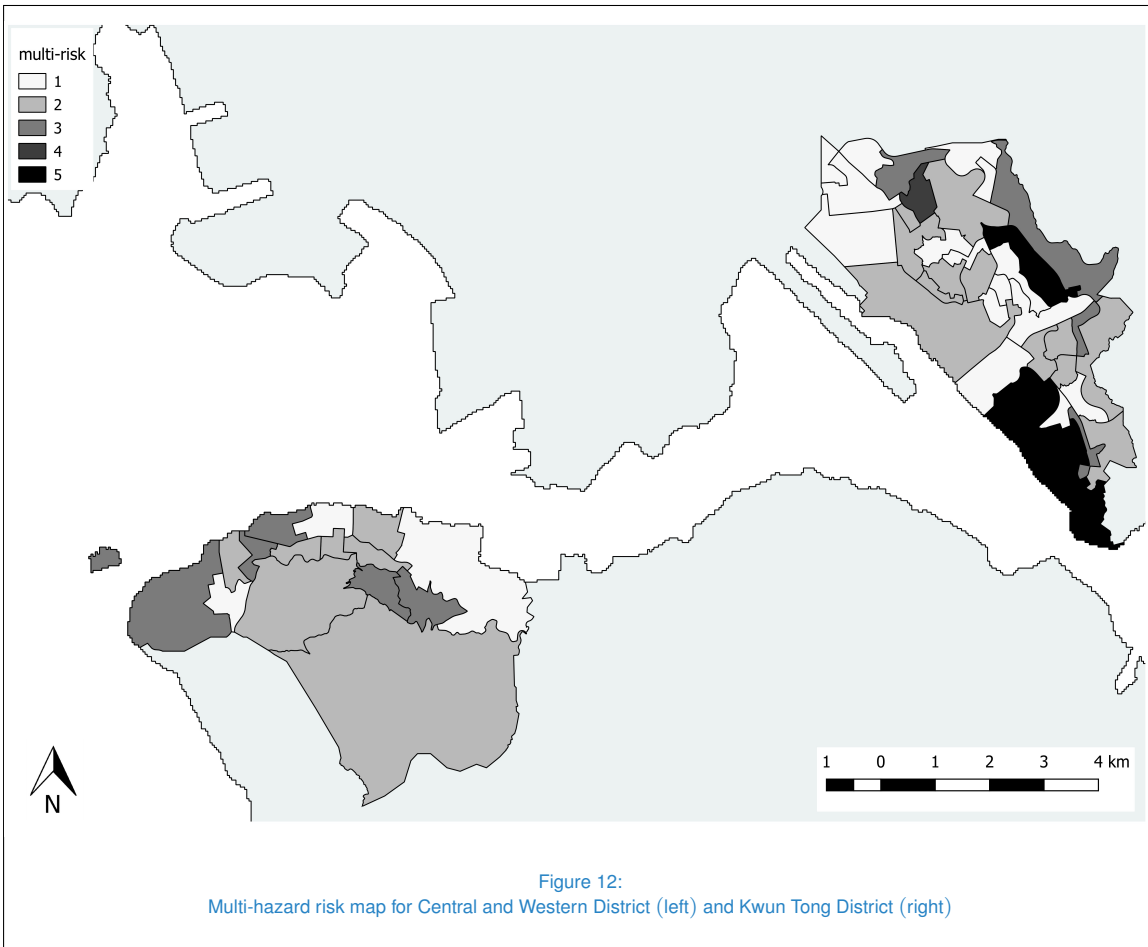 multi-risk
1
2
3
4
5
N
1 0 1 2 3 4 km
Figure 12:
Multi-hazard risk map for Central and Western District (left) and Kwun Tong District (right)